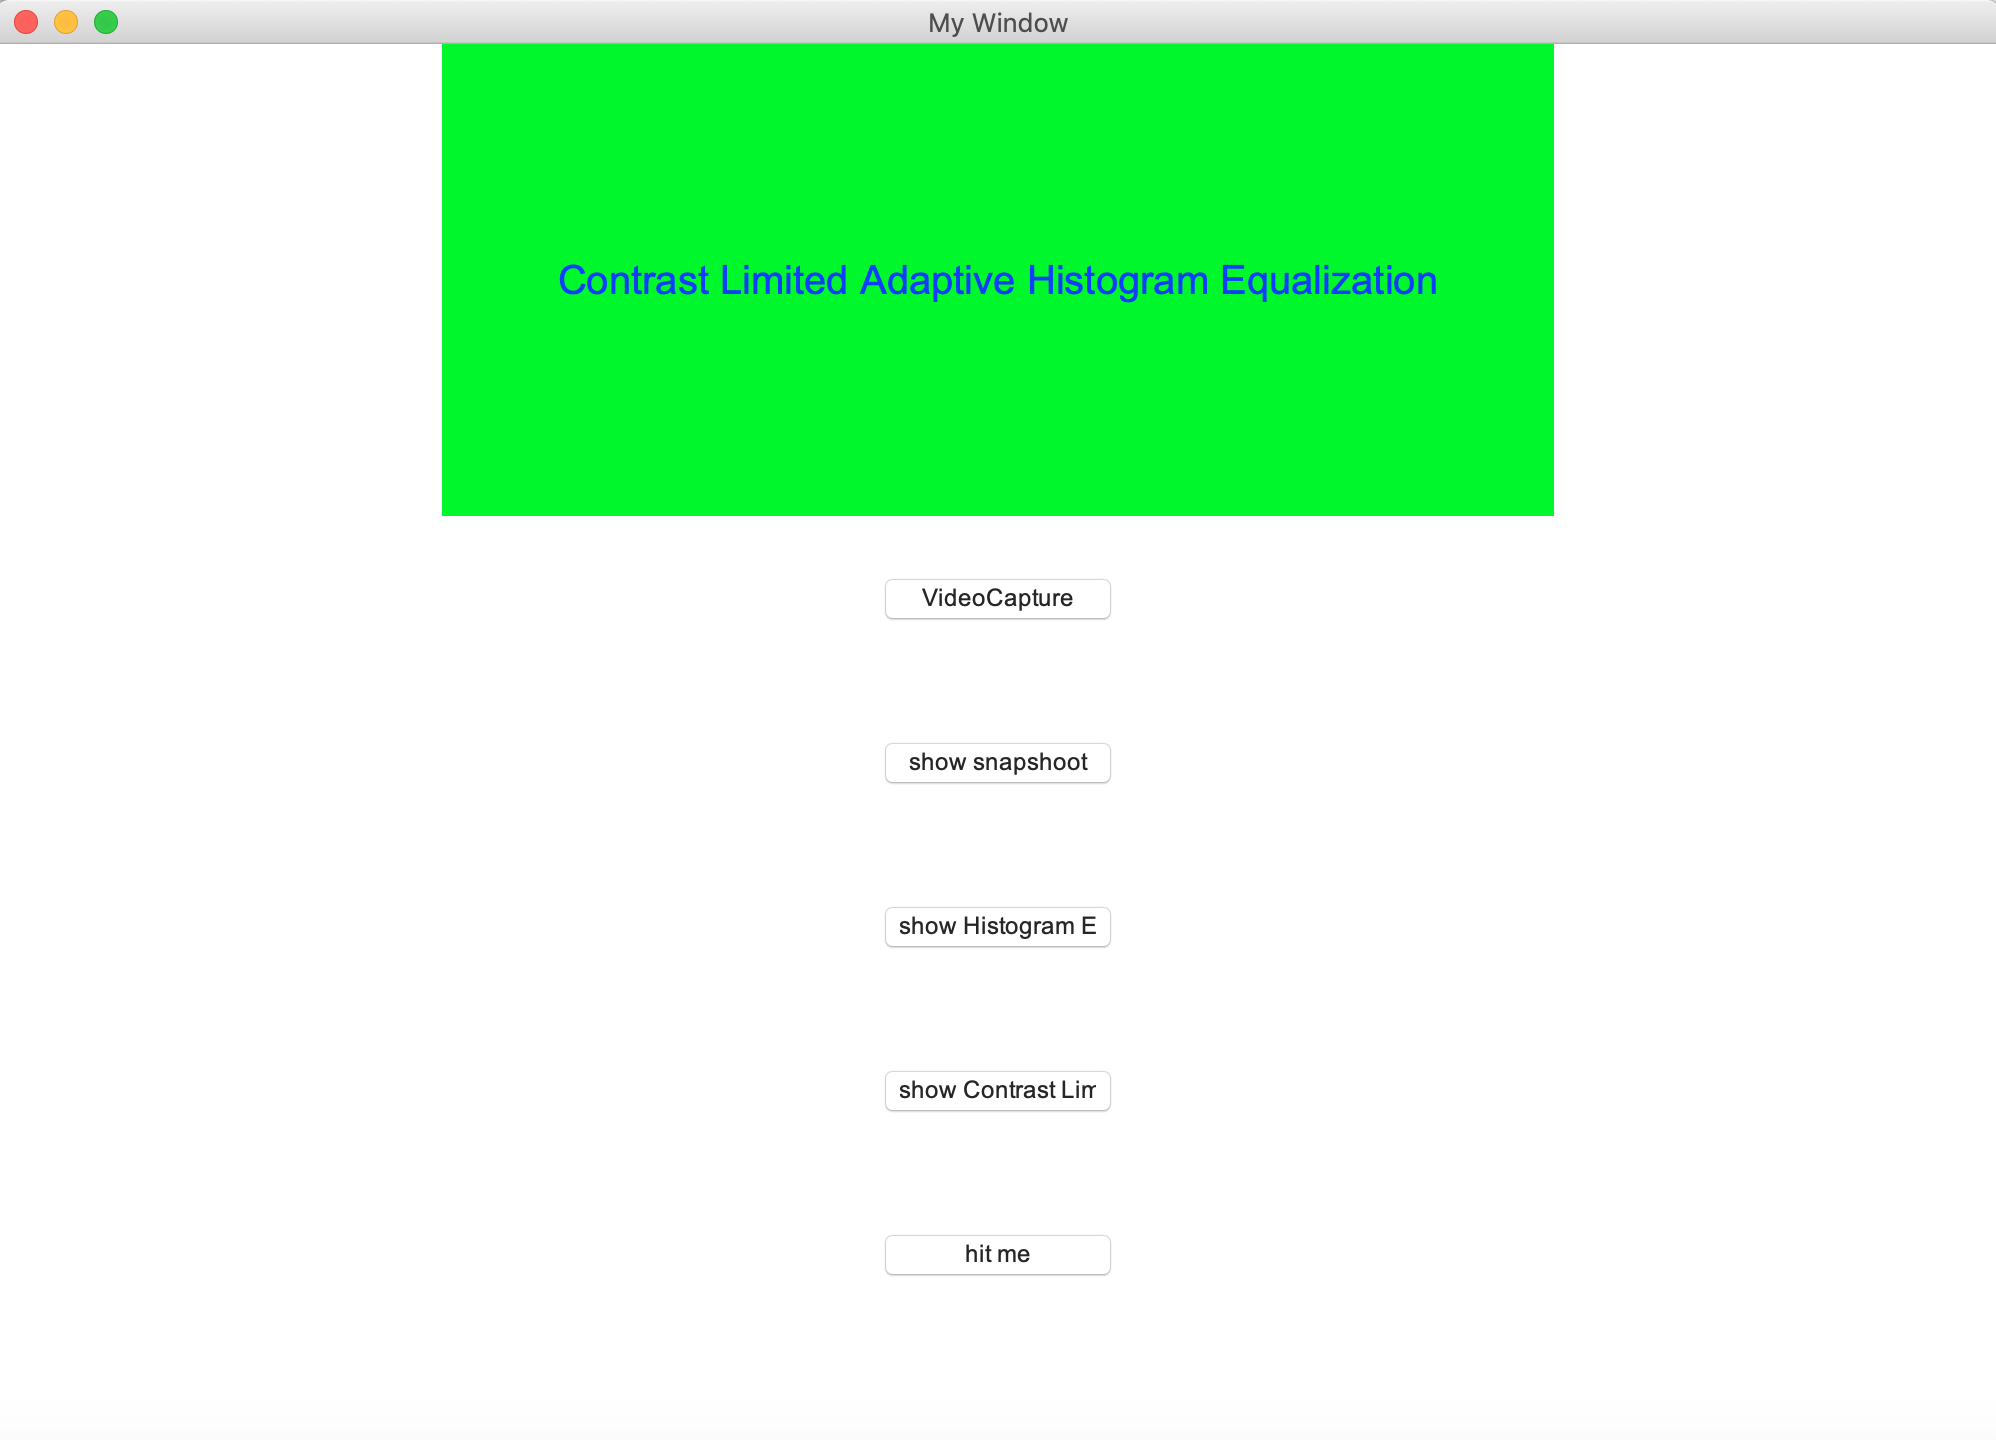 My Window
Contrast Limited Adaptive Histogram Equalization
VideoCapture
show snapshoot
show Histogram E
show Contrast Lim
hit me